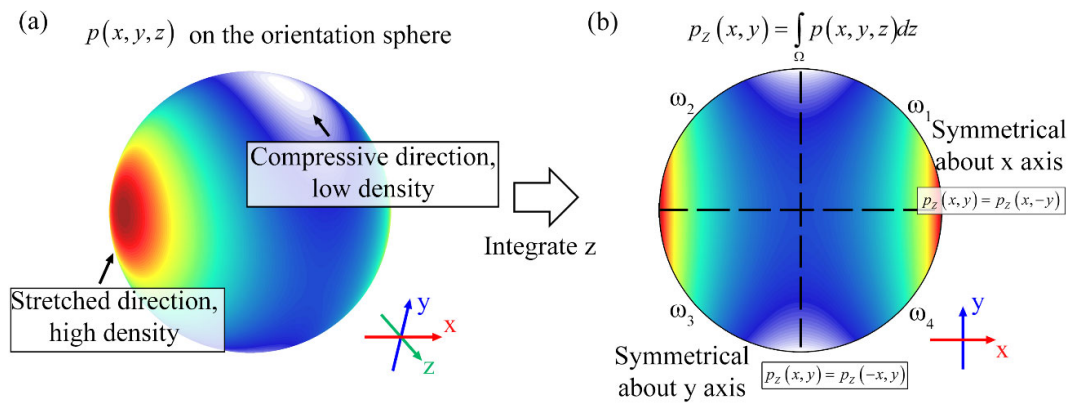 (a)
p(x, y, z) on the orientation sphere
Compressive direction,
low density
Stretched direction,
high density
y
x
z
Integrate z
(b)
p_Z(x, y) = ∫_Ω p(x, y, z)dz
ω_2
ω_1
Symmetrical
about x axis
p_Z(x, y) = p_Z(x, -y)
ω_3
ω_4
Symmetrical
about y axis
p_Z(x, y) = p_Z(-x, y)
y
x